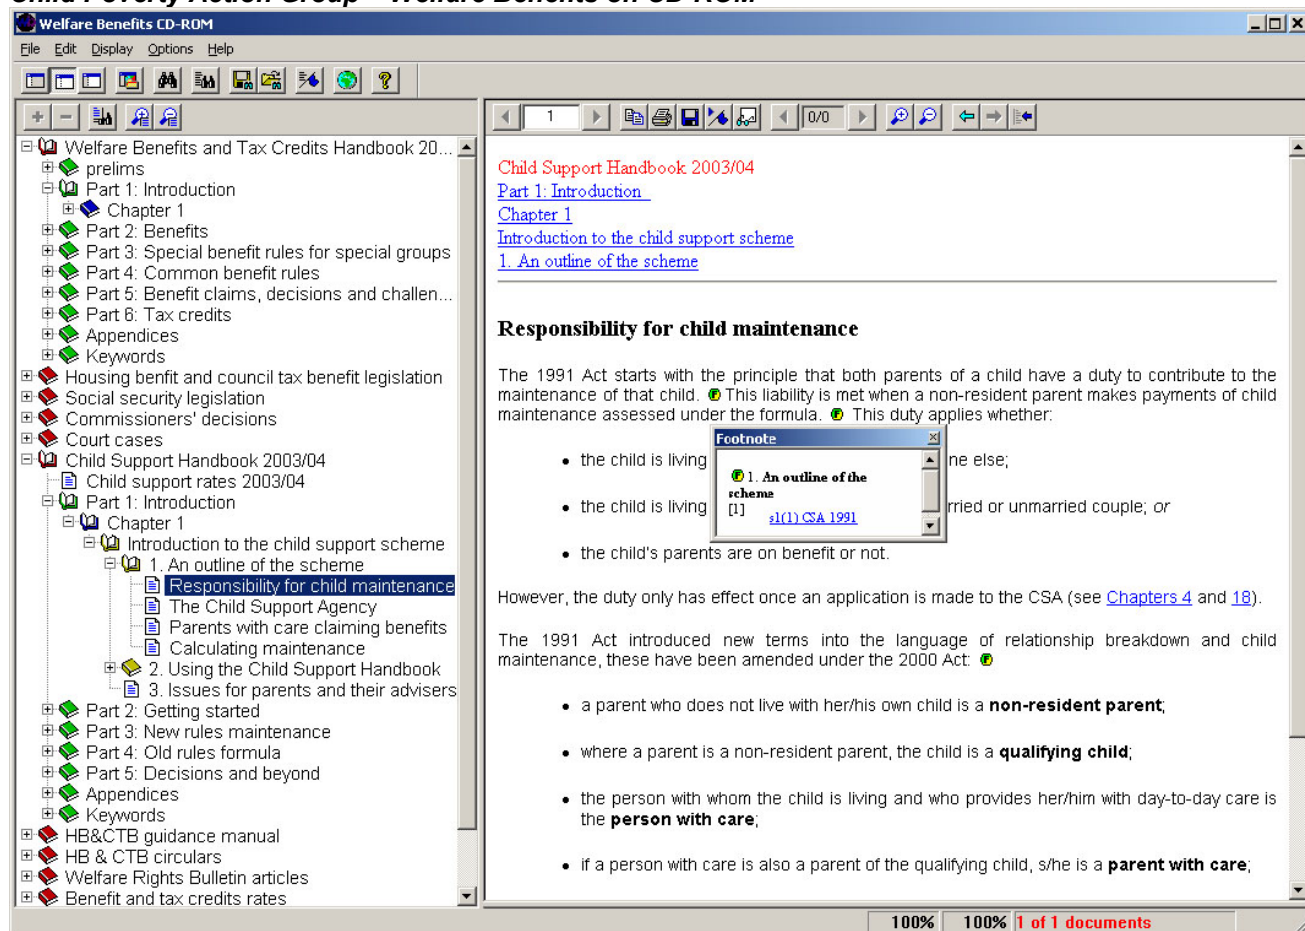 Child Poverty Action Group – Welfare Benefits on CD-ROM
Welfare Benefits CD-ROM
File Edit Display Options Help
1
0/0
Welfare Benefits and Tax Credits Handbook 20...
prelims
Part 1: Introduction
Chapter 1
Part 2: Benefits
Part 3: Special benefit rules for special groups
Part 4: Common benefit rules
Part 5: Benefit claims, decisions and challen...
Part 6: Tax credits
Appendices
Keywords
Housing benfit and council tax benefit legislation
Social security legislation
Commissioners' decisions
Court cases
Child Support Handbook 2003/04
Child support rates 2003/04
Part 1: Introduction
Chapter 1
Introduction to the child support scheme
1. An outline of the scheme
Responsibility for child maintenance
The Child Support Agency
Parents with care claiming benefits
Calculating maintenance
2. Using the Child Support Handbook
3. Issues for parents and their advisers
Part 2: Getting started
Part 3: New rules maintenance
Part 4: Old rules formula
Part 5: Decisions and beyond
Appendices
Keywords
HB&CTB guidance manual
HB & CTB circulars
Welfare Rights Bulletin articles
Benefit and tax credits rates
Child Support Handbook 2003/04
Part 1: Introduction
Chapter 1
Introduction to the child support scheme
1. An outline of the scheme
Responsibility for child maintenance
The 1991 Act starts with the principle that both parents of a child have a duty to contribute to the
maintenance of that child. F This liability is met when a non-resident parent makes payments of child
maintenance assessed under the formula. F This duty applies whether:
• the child is living ne else;
• the child is living rried or unmarried couple; or
• the child's parents are on benefit or not.
Footnote
F 1. An outline of the
scheme
[1]
s1(1) CSA 1991
However, the duty only has effect once an application is made to the CSA (see Chapters 4 and 18).
The 1991 Act introduced new terms into the language of relationship breakdown and child
maintenance, these have been amended under the 2000 Act: F
• a parent who does not live with her/his own child is a non-resident parent;
• where a parent is a non-resident parent, the child is a qualifying child;
• the person with whom the child is living and who provides her/him with day-to-day care is
the person with care;
• if a person with care is also a parent of the qualifying child, s/he is a parent with care;
100% 100% 1 of 1 documents